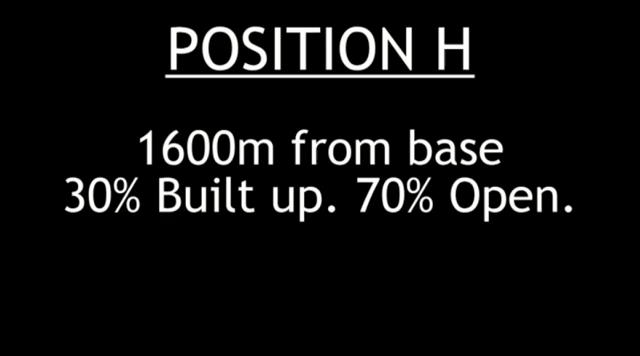 POSITION H
1600m from base
30% Built up. 70% Open.